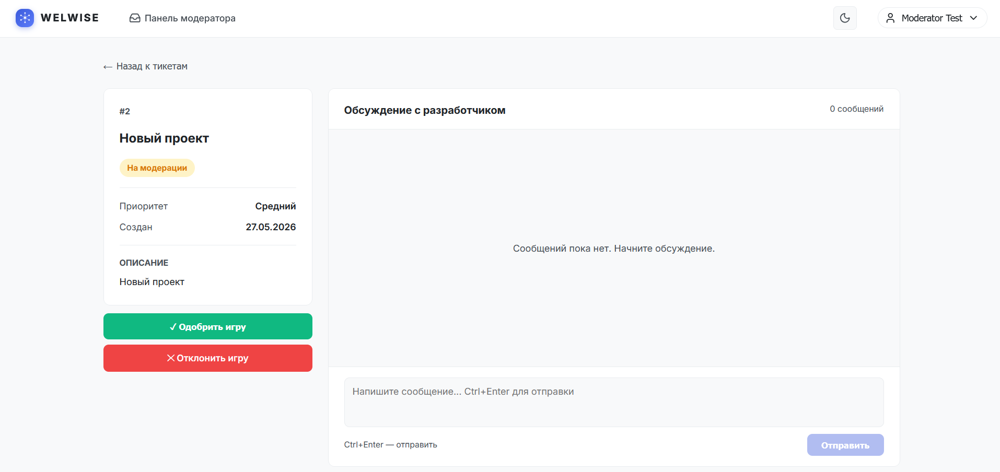 WELWISE
Панель модератора
Moderator Test
← Назад к тикетам
#2
Новый проект
На модерации
Приоритет Средний
Создан 27.05.2026
ОПИСАНИЕ
Новый проект
✓ Одобрить игру
✕ Отклонить игру
Обсуждение с разработчиком
0 сообщений
Сообщений пока нет. Начните обсуждение.
Напишите сообщение... Ctrl+Enter для отправки
Ctrl+Enter — отправить
Отправить